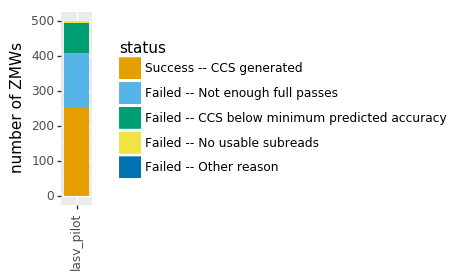 number of ZMWs
500
400
300
200
100
0
lasv_pilot
status
Success -- CCS generated
Failed -- Not enough full passes
Failed -- CCS below minimum predicted accuracy
Failed -- No usable subreads
Failed -- Other reason